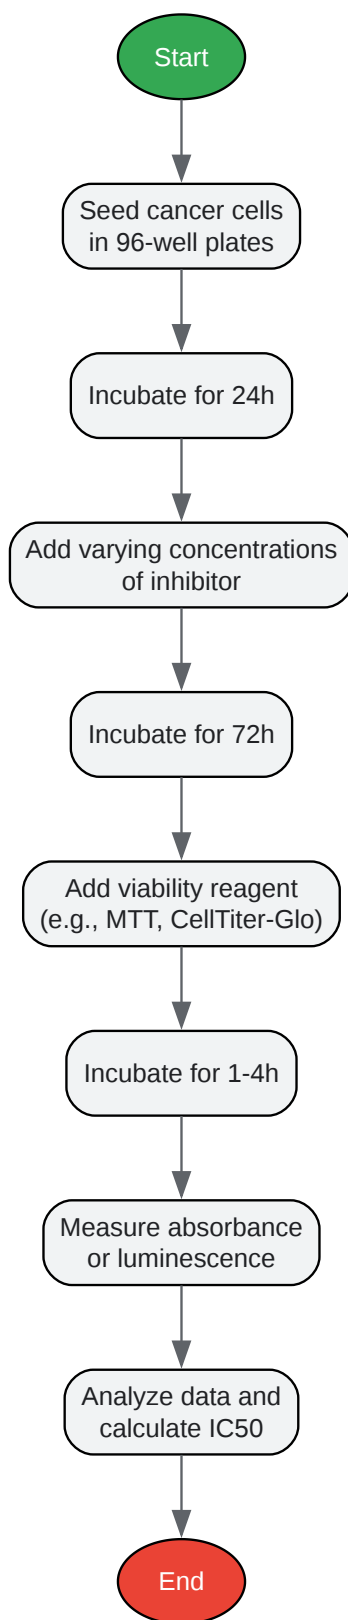 Start
Seed cancer cells
in 96-well plates
Incubate for 24h
Add varying concentrations
of inhibitor
Incubate for 72h
Add viability reagent
(e.g., MTT, CellTiter-Glo)
Incubate for 1-4h
Measure absorbance
or luminescence
Analyze data and
calculate IC50
End